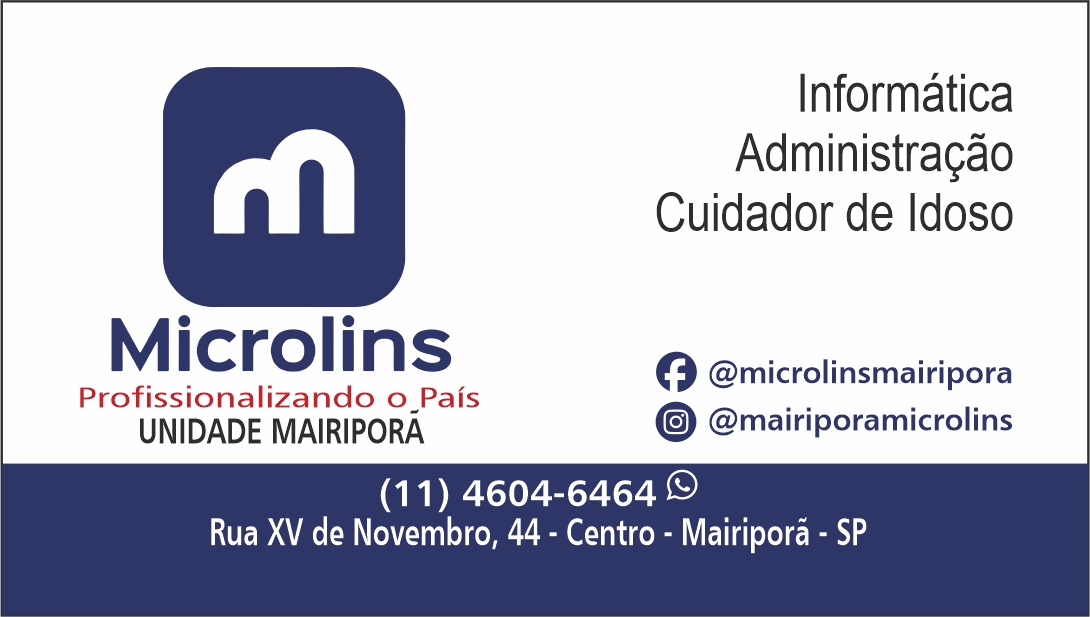 Informática
Administração
Cuidador de Idoso
m
Microlins
Profissionalizando o País
UNIDADE MAIRIPORÃ
@microlinsmairipora
@mairiporamicrolins
(11) 4604-6464
Rua XV de Novembro, 44 - Centro - Mairiporã - SP